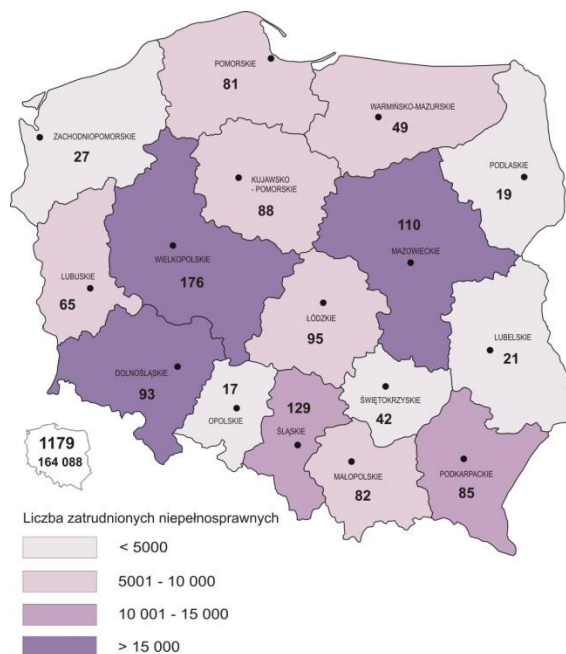 POMORSKIE
81
WARMIŃSKO-MAZURSKIE
49
ZACHODNIOPOMORSKIE
27
PODLASKIE
19
KUJAWSKO
- POMORSKIE
88
110
MAZOWIECKIE
WIELKOPOLSKIE
176
LUBUSKIE
65
ŁÓDZKIE
95
LUBELSKIE
21
DOLNOŚLĄSKIE
93
17
OPOLSKIE
ŚWIĘTOKRZYSKIE
42
129
ŚLĄSKIE
1179
164 088
MAŁOPOLSKIE
82
PODKARPACKIE
85
Liczba zatrudnionych niepełnosprawnych
< 5000
5001 - 10 000
10 001 - 15 000
> 15 000